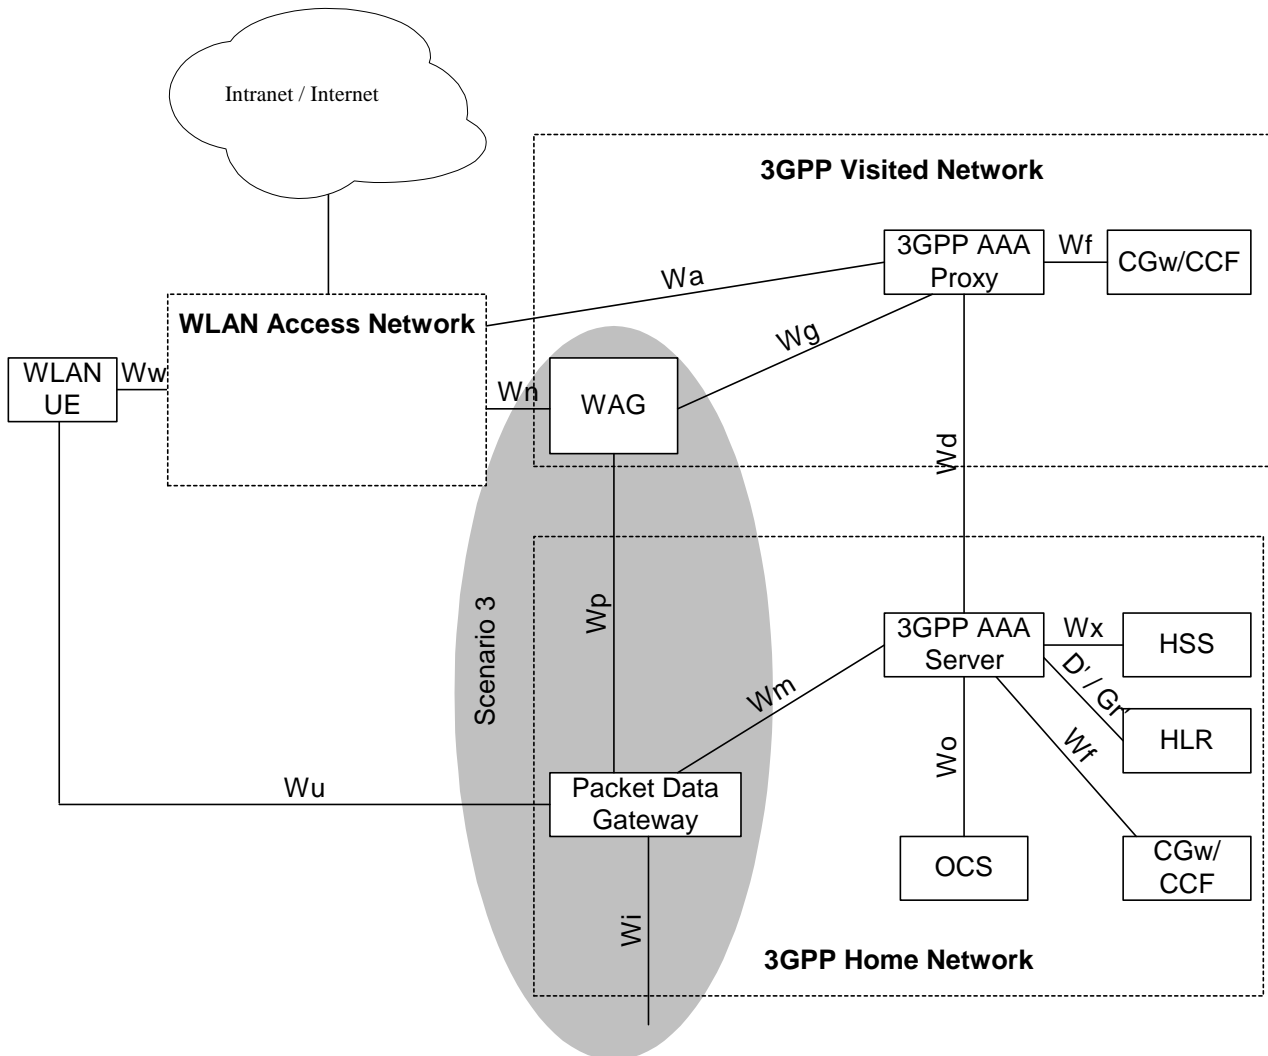 Intranet / Internet
3GPP Visited Network
3GPP AAA
Proxy
Wf
CGw/CCF
Wa
WLAN Access Network
Wg
WLAN
UE
Ww
Wn
WAG
Wd
Scenario 3
Wp
3GPP AAA
Server
Wx
HSS
D' / Gr'
HLR
Wm
Wo
Wf
Wu
Packet Data
Gateway
OCS
CGw/
CCF
Wi
3GPP Home Network